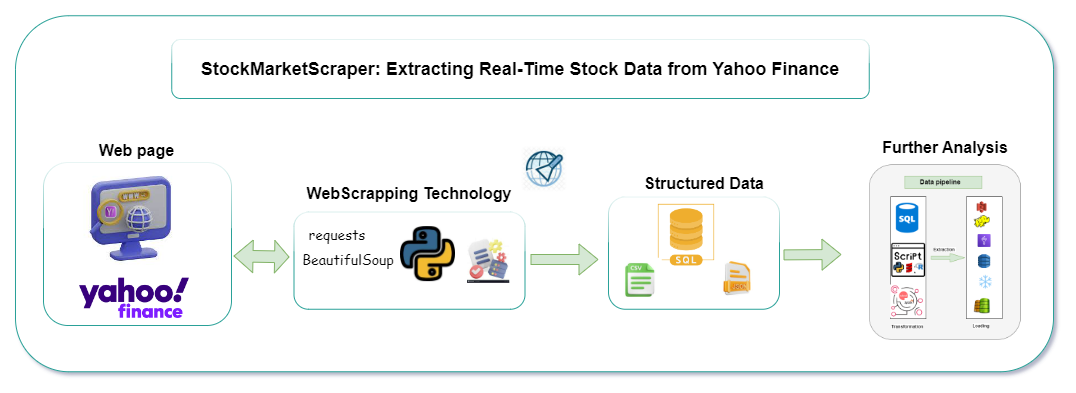 StockMarketScraper: Extracting Real-Time Stock Data from Yahoo Finance
Web page
Y
yahoo!
finance
WebScrapping Technology
requests
BeautifulSoup
Structured Data
SQL
CSV
Further Analysis
Data pipeline
SQL
Script
Extraction
Transformation
Loading